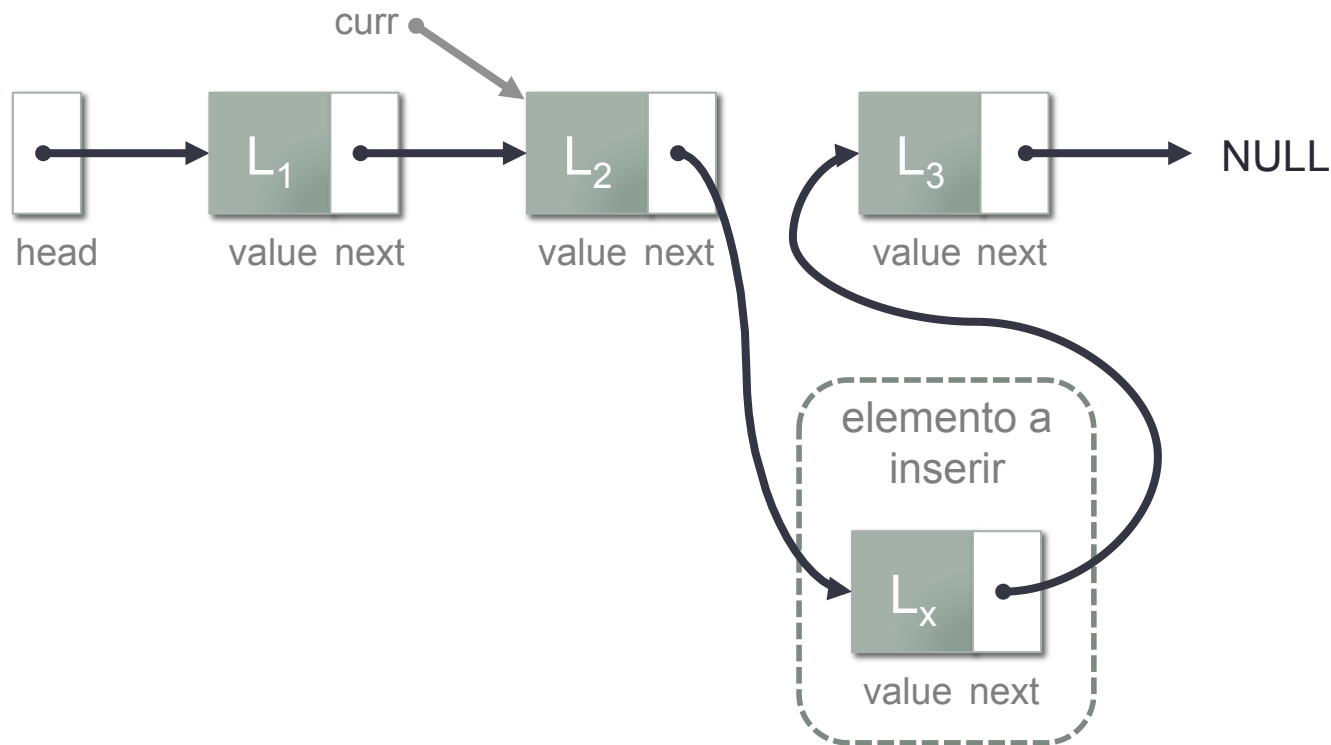 curr
L₁
L₂
L₃
NULL
head
value next
value next
value next
elemento a
inserir
Lₓ
value next